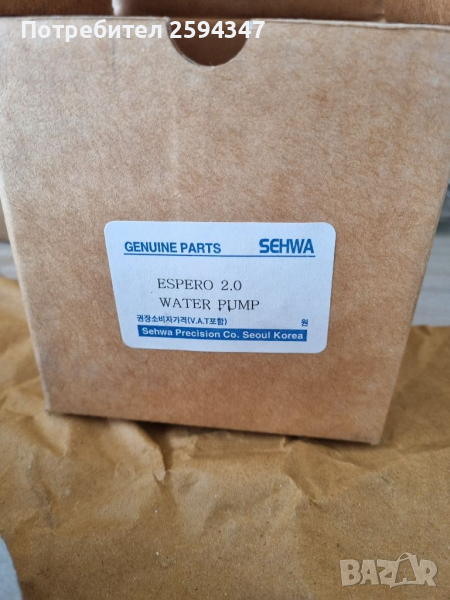 Потребител 2594347
GENUINE PARTS SEHWA
ESPERO 2.0
WATER PUMP
권장소비자가격(V.A.T포함) 원
Sehwa Precision Co. Seoul Korea
BAZAR